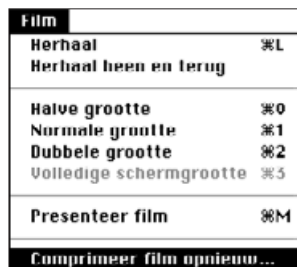 Film
Herhaal ⌘L
Herhaal heen en terug
Halve grootte ⌘0
Normale grootte ⌘1
Dubbele grootte ⌘2
Volledige schermgrootte ⌘3
Presenteer film ⌘M
Comprimeer film opnieuw...